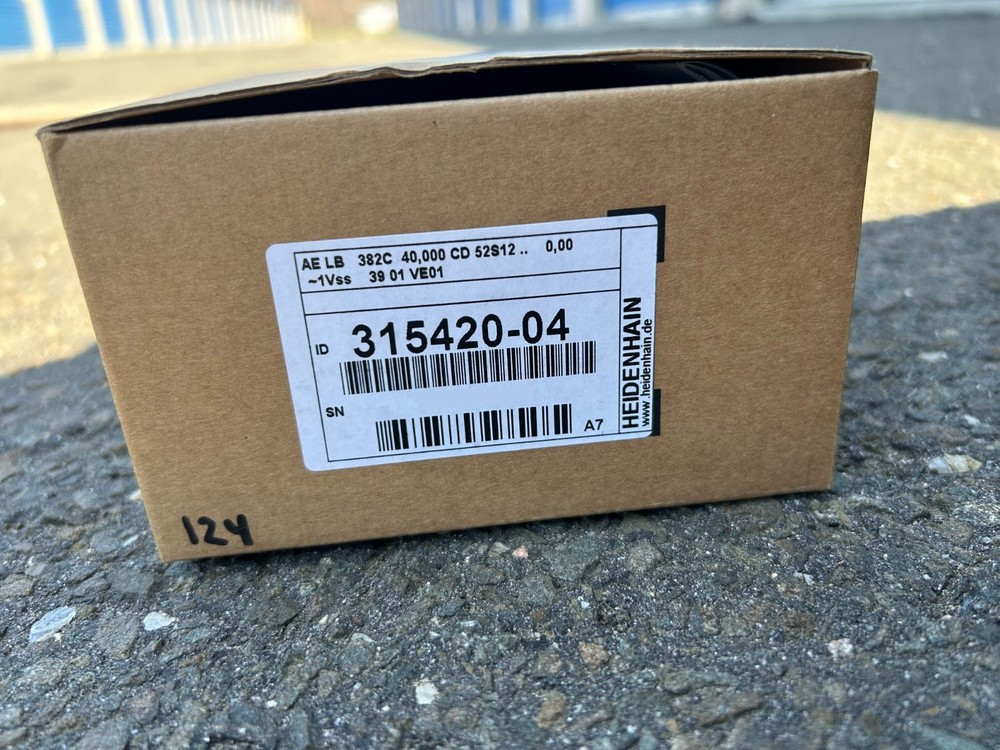 AE LB 382C 40,000 CD 52S12 .. 0,00
~1Vss 39 01 VE01
ID 315420-04
SN
A7
HEIDENHAIN
www.heidenhain.de
124